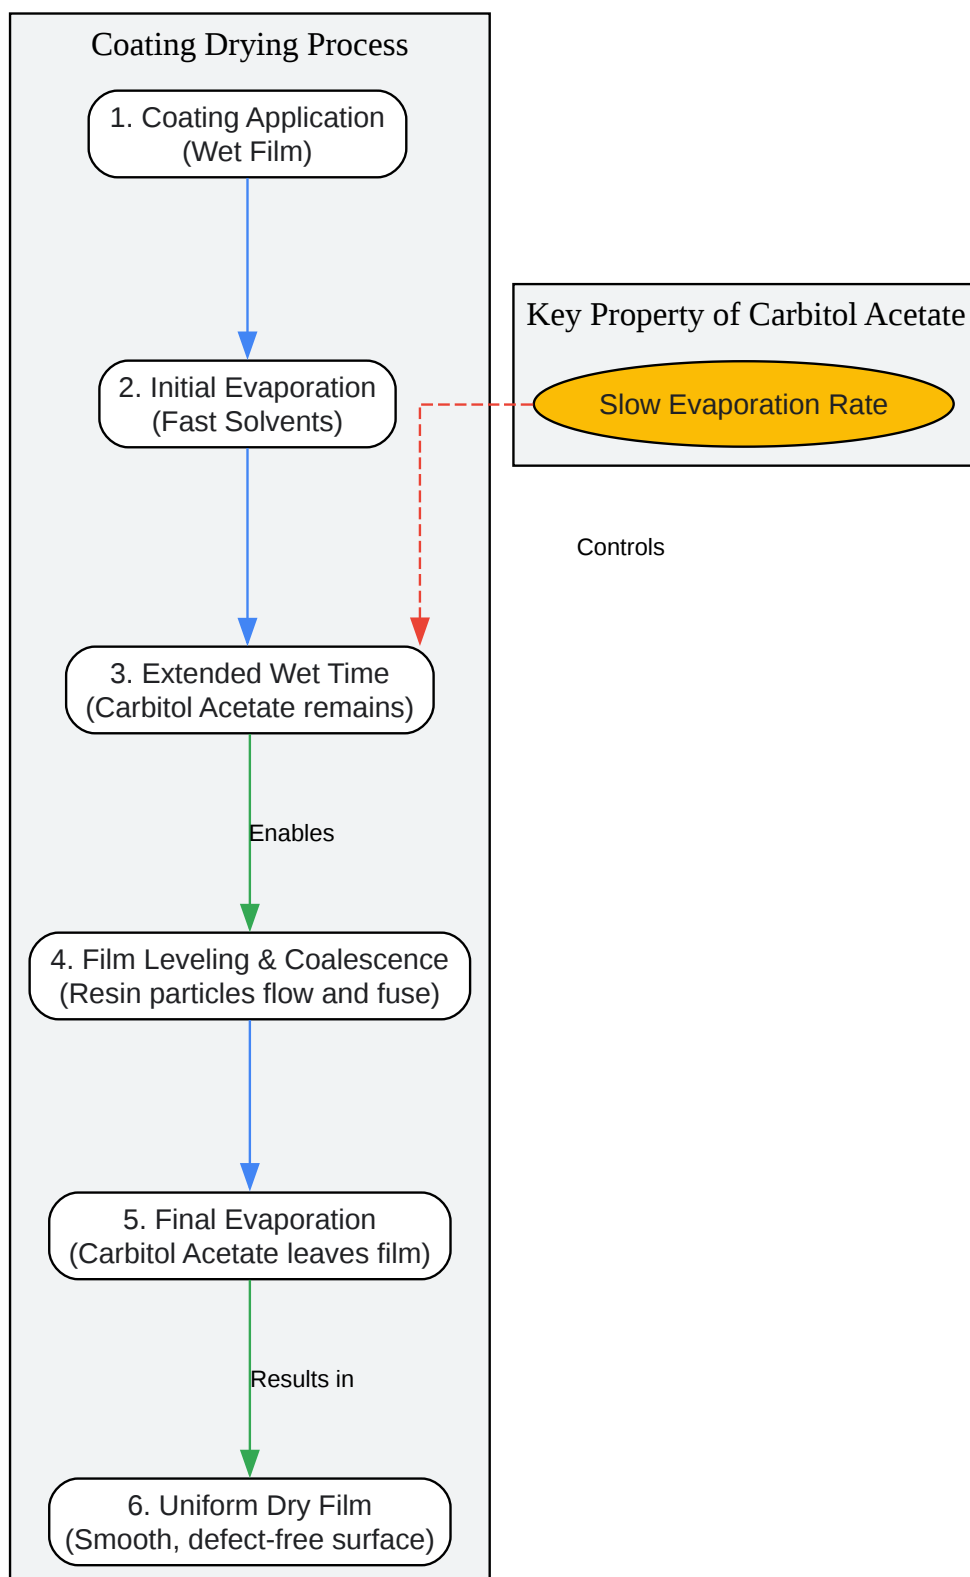 Coating Drying Process
1. Coating Application
(Wet Film)
Key Property of Carbitol Acetate
2. Initial Evaporation
(Fast Solvents)
Slow Evaporation Rate
Controls
3. Extended Wet Time
(Carbitol Acetate remains)
Enables
4. Film Leveling & Coalescence
(Resin particles flow and fuse)
5. Final Evaporation
(Carbitol Acetate leaves film)
Results in
6. Uniform Dry Film
(Smooth, defect-free surface)